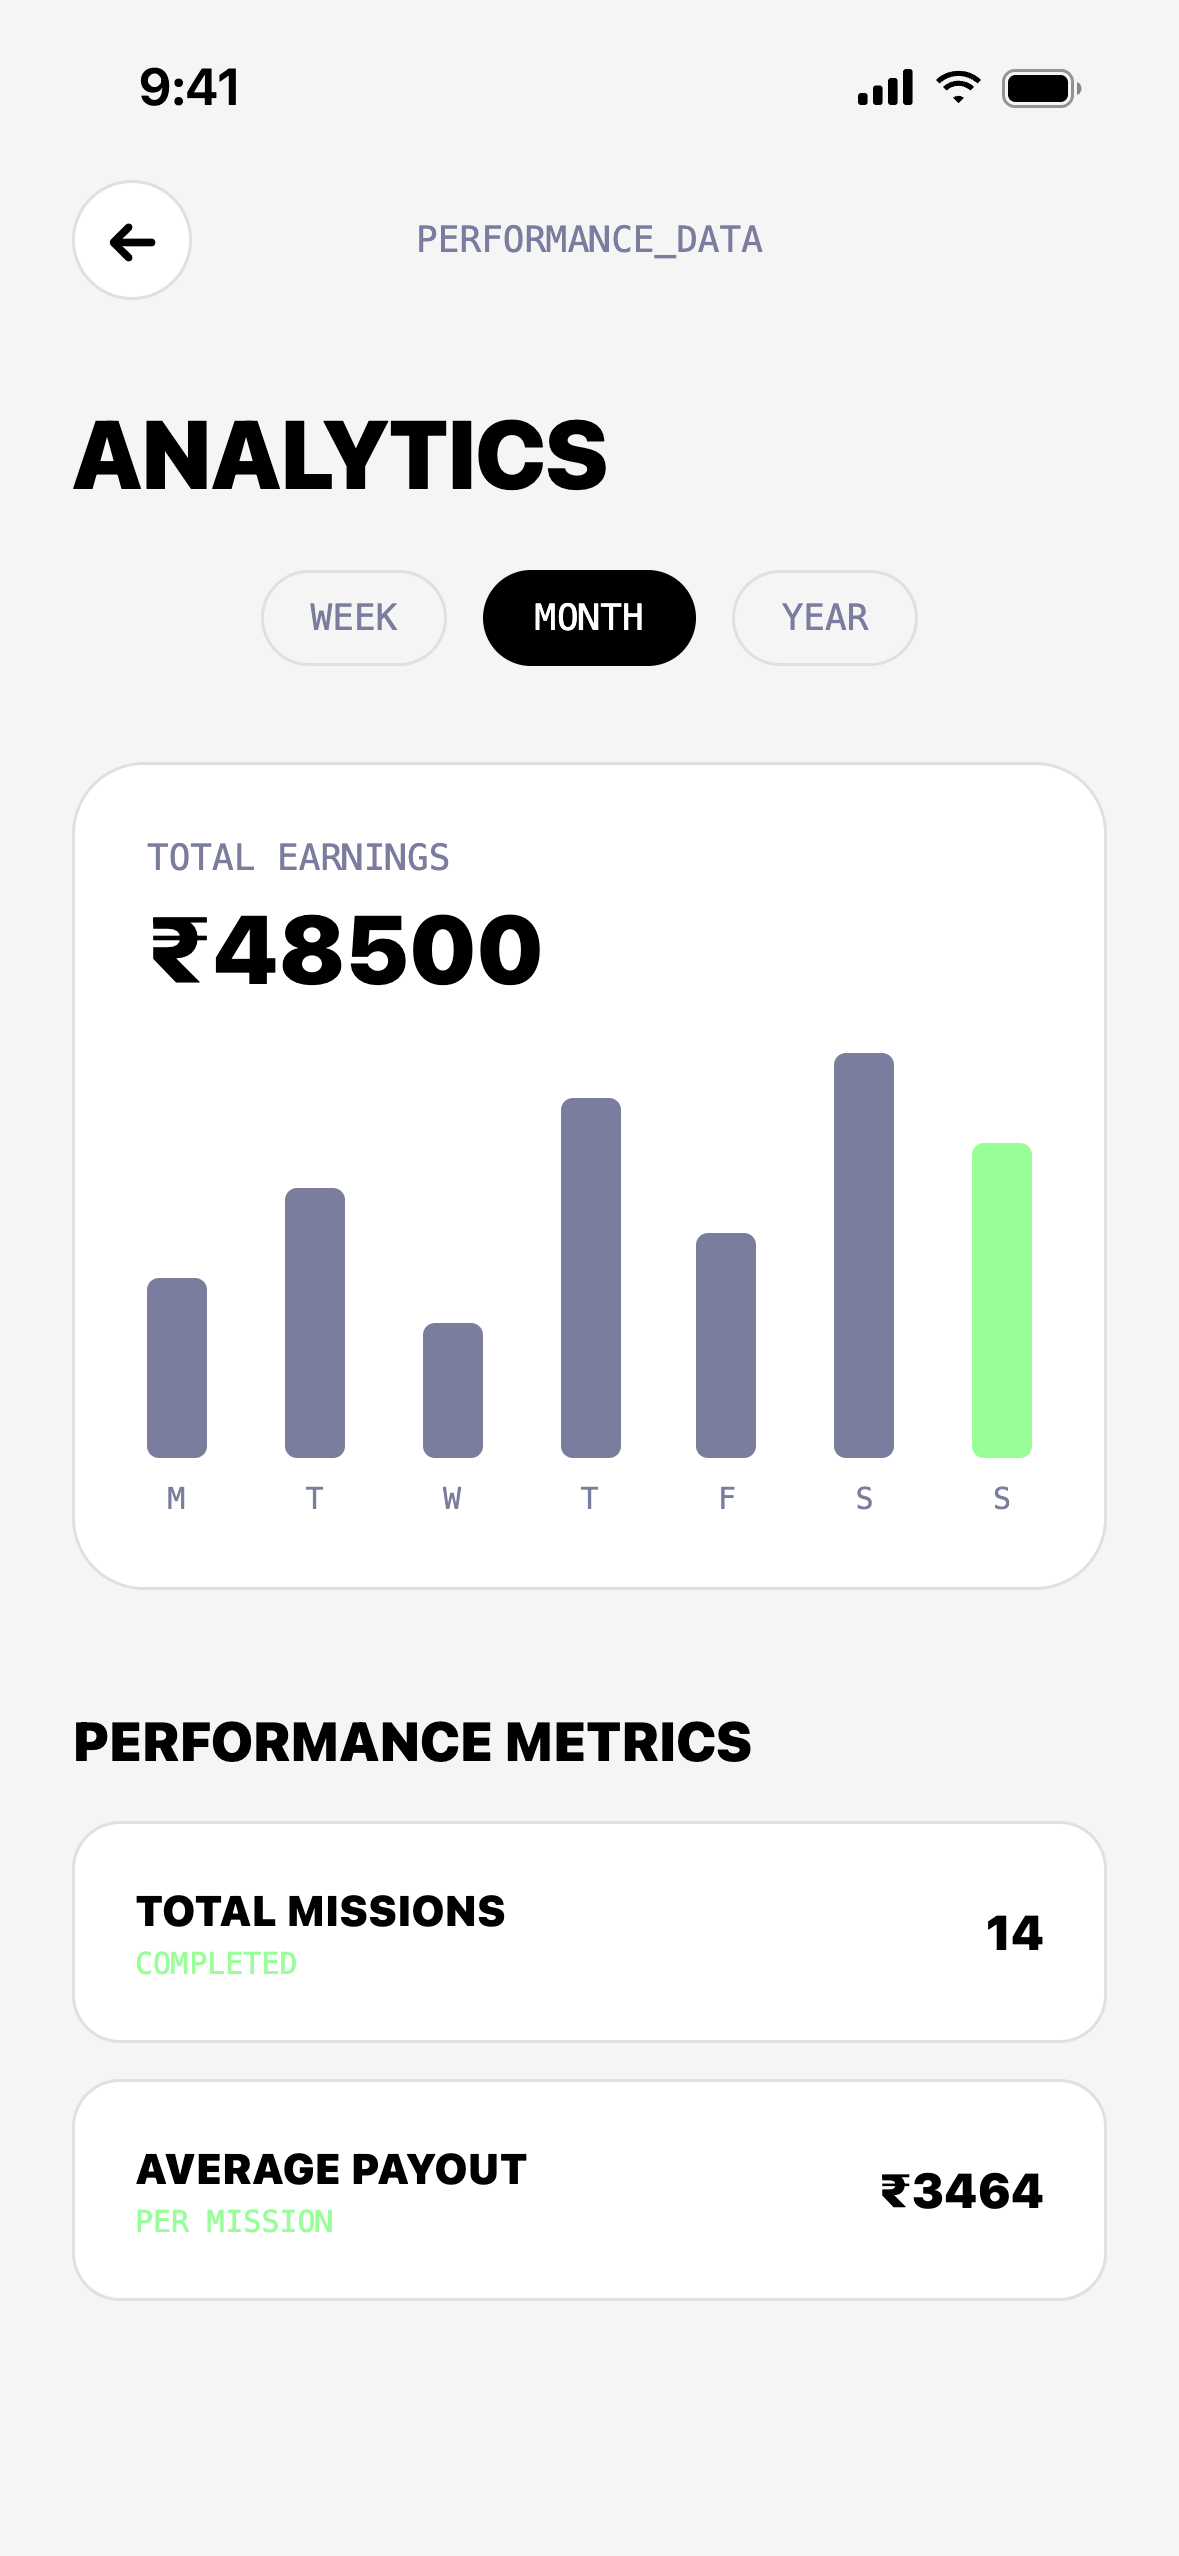 9:41
PERFORMANCE_DATA
ANALYTICS
WEEK MONTH YEAR
TOTAL EARNINGS
₹48500
M T W T F S S
PERFORMANCE METRICS
TOTAL MISSIONS
COMPLETED
14
AVERAGE PAYOUT
PER MISSION
₹3464